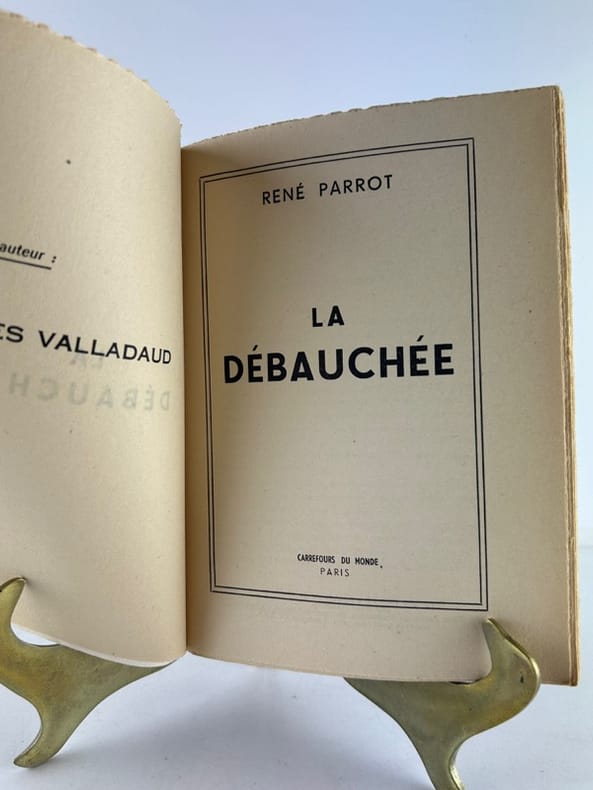 auteur :
ES VALLADAUD
RENÉ PARROT
LA
DÉBAUCHÉE
CARREFOURS DU MONDE
PARIS